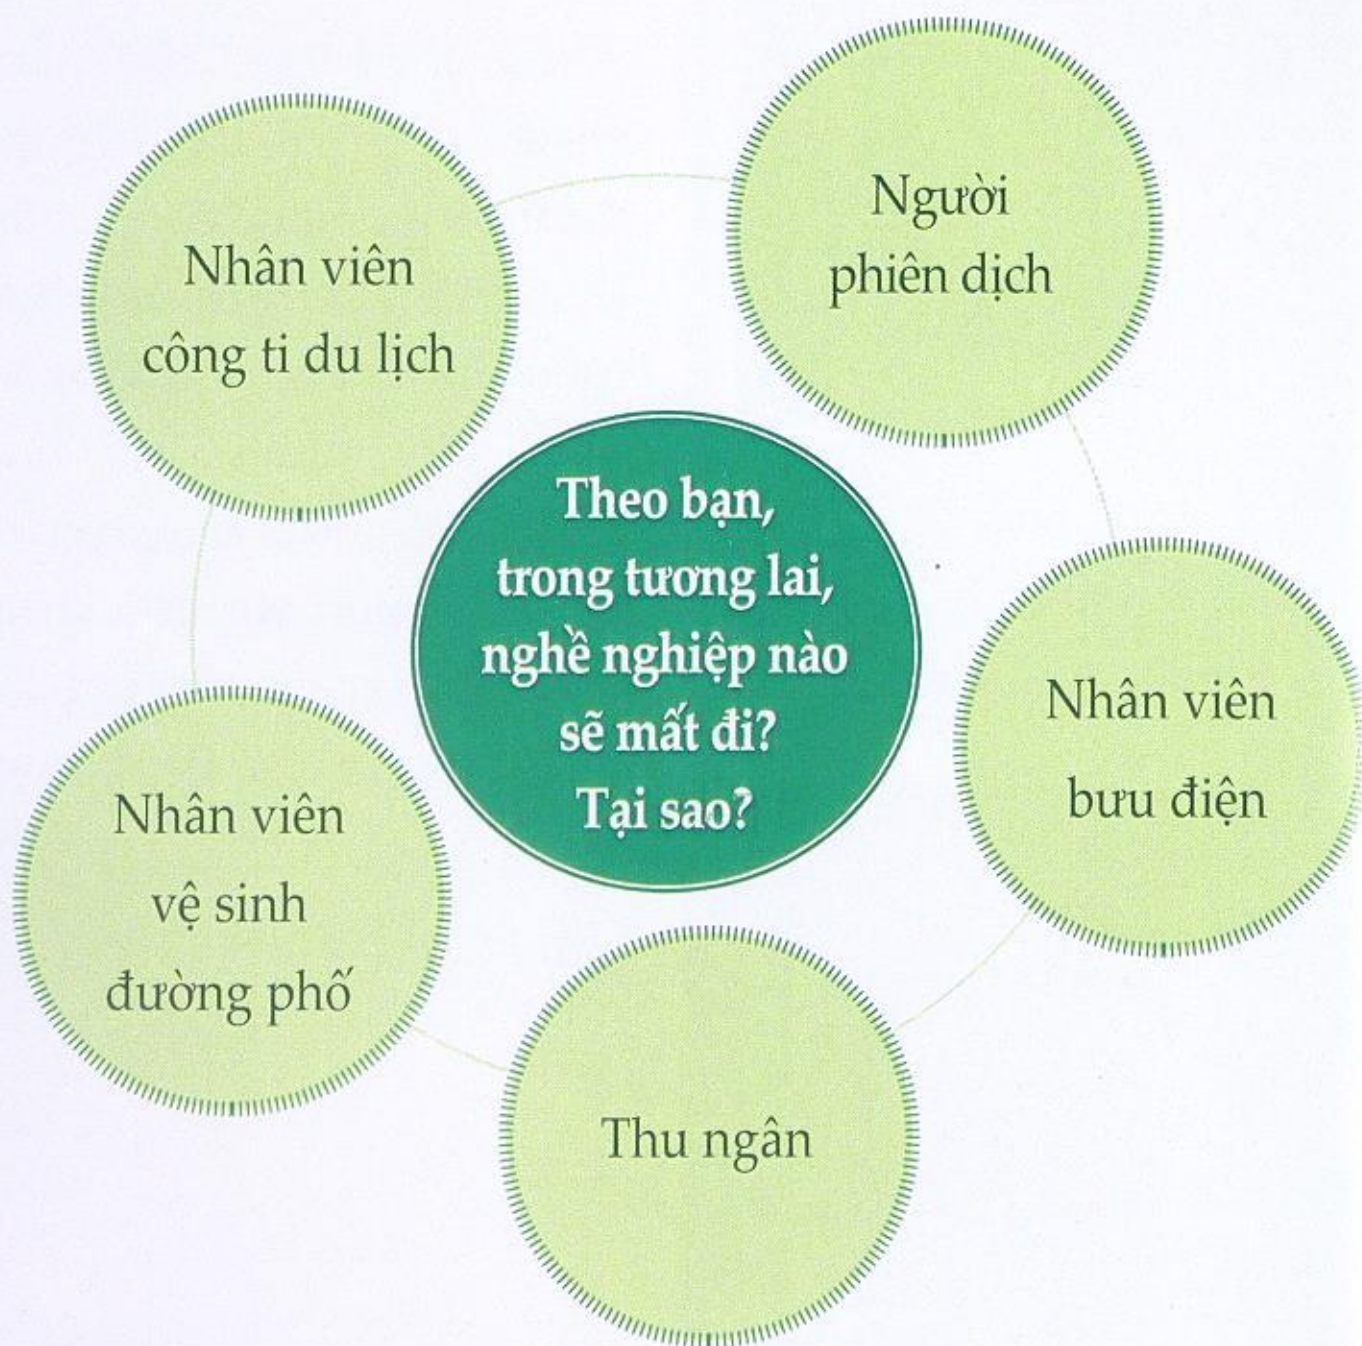 Người
phiên dịch
Nhân viên
công ti du lịch
Theo bạn,
trong tương lai,
nghề nghiệp nào
sẽ mất đi?
Tại sao?
Nhân viên
bưu điện
Nhân viên
vệ sinh
đường phố
Thu ngân